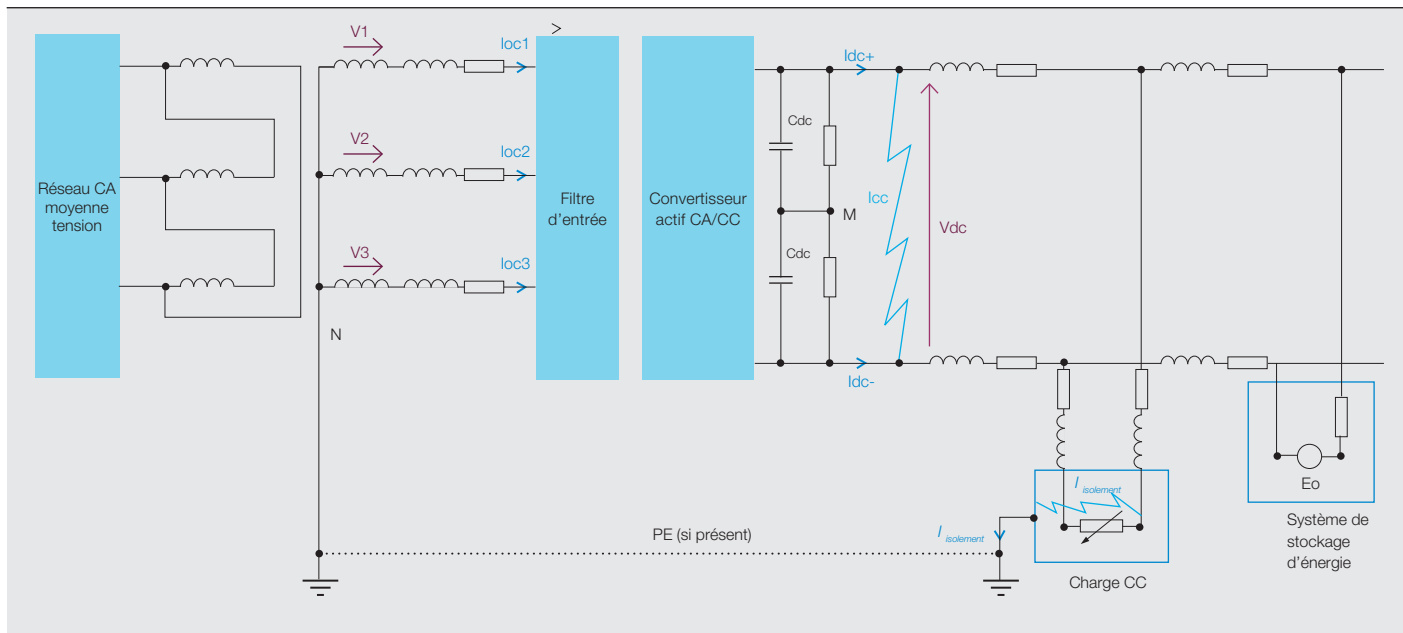 >
V1
Ioc1
Idc+
Cdc
V2
Ioc2
Réseau CA
moyenne
tension
Filtre
d'entrée
Convertisseur
actif CA/CC
M
Icc
Vdc
V3
Ioc3
Cdc
N
Idc-
I isolement
Eo
PE (si présent)
I isolement
Système de
stockage
d'énergie
Charge CC